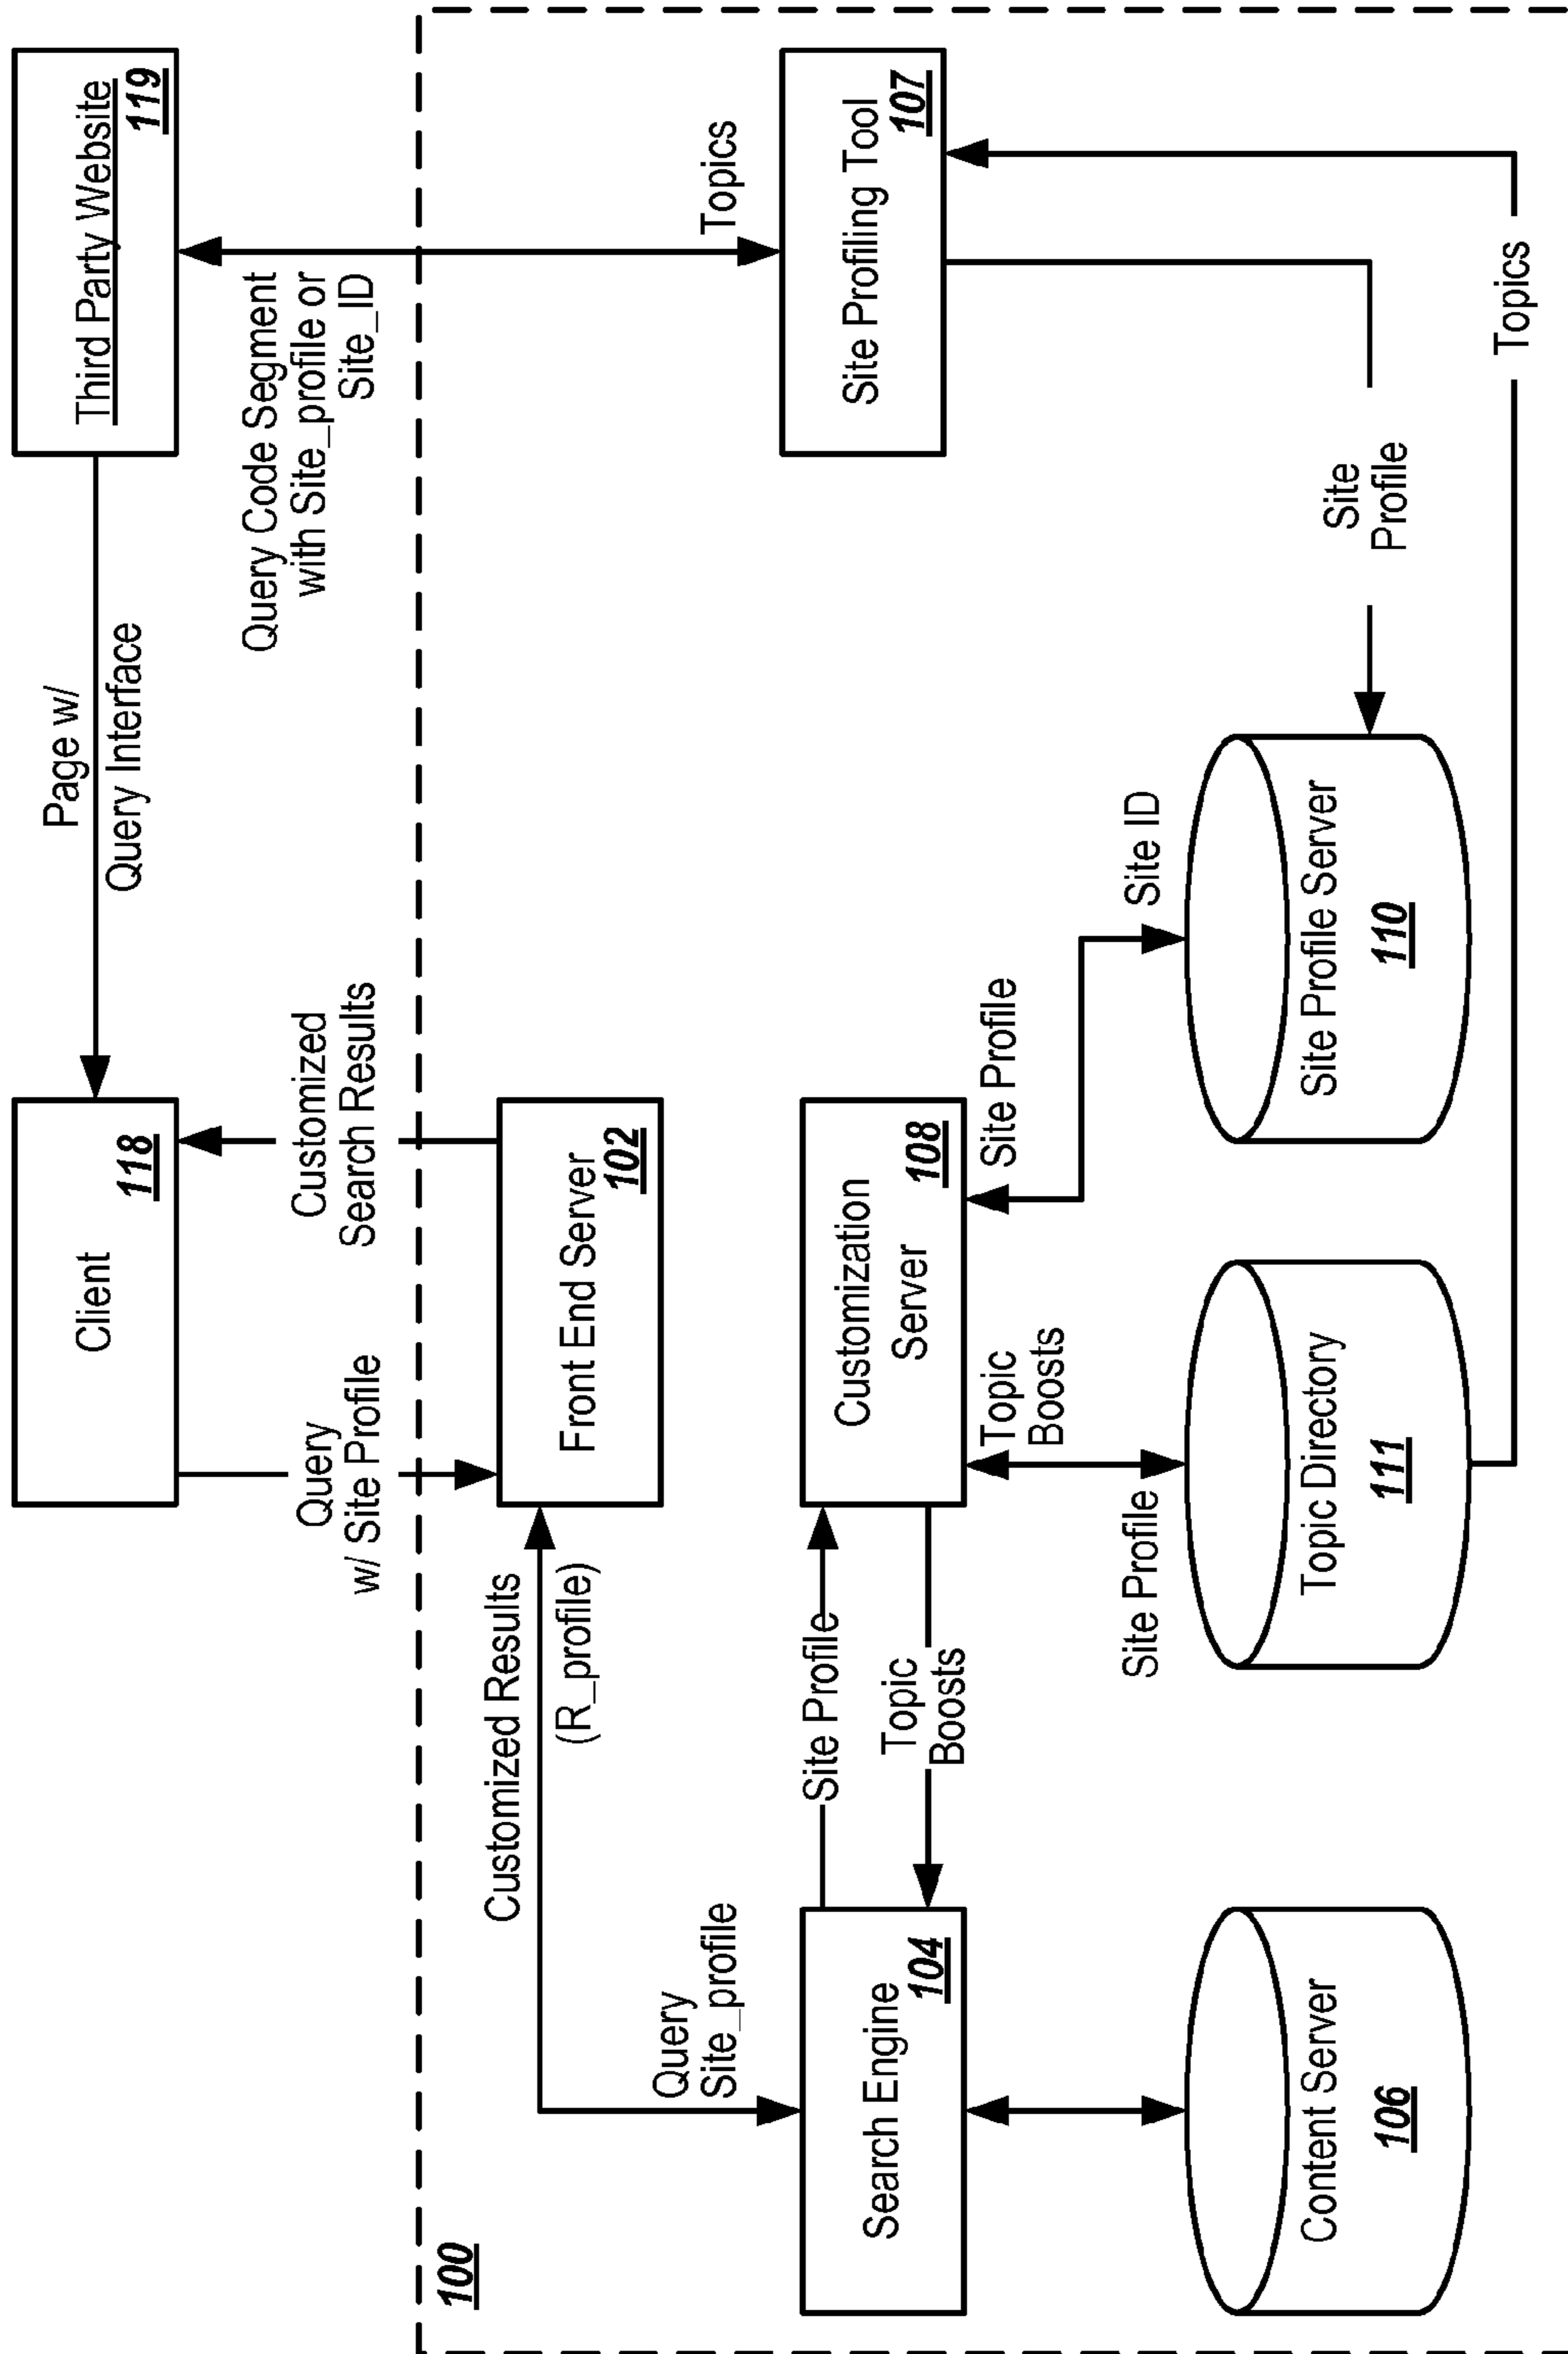 Client
118
Page w/
Query Interface
Third Party Website
119
Query
w/ Site Profile
Customized
Search Results
Query Code Segment
with Site_profile or
Site_ID
100
Customized Results
(R_profile)
Front End Server
102
Query
Site_profile
Topics
Search Engine
104
Site Profile
Topic
Boosts
Customization
Server
108
Site Profiling Tool
107
Topic
Boosts
Site Profile
Site Profile
Site ID
Content Server
106
Topic Directory
111
Site Profile Server
110
Site
Profile
Topics